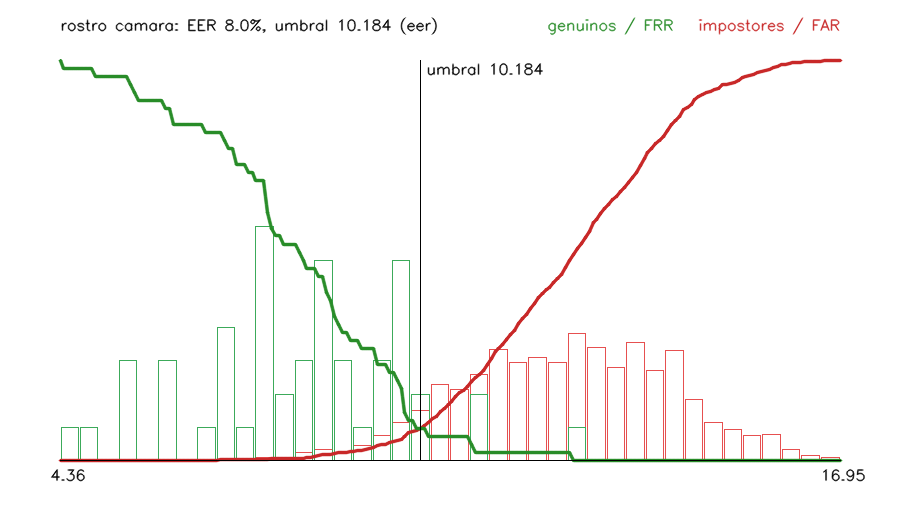 rostro camara: EER 8.0%, umbral 10.184 (eer) genuinos / FRR impostores / FAR
umbral 10.184
4.36 16.95